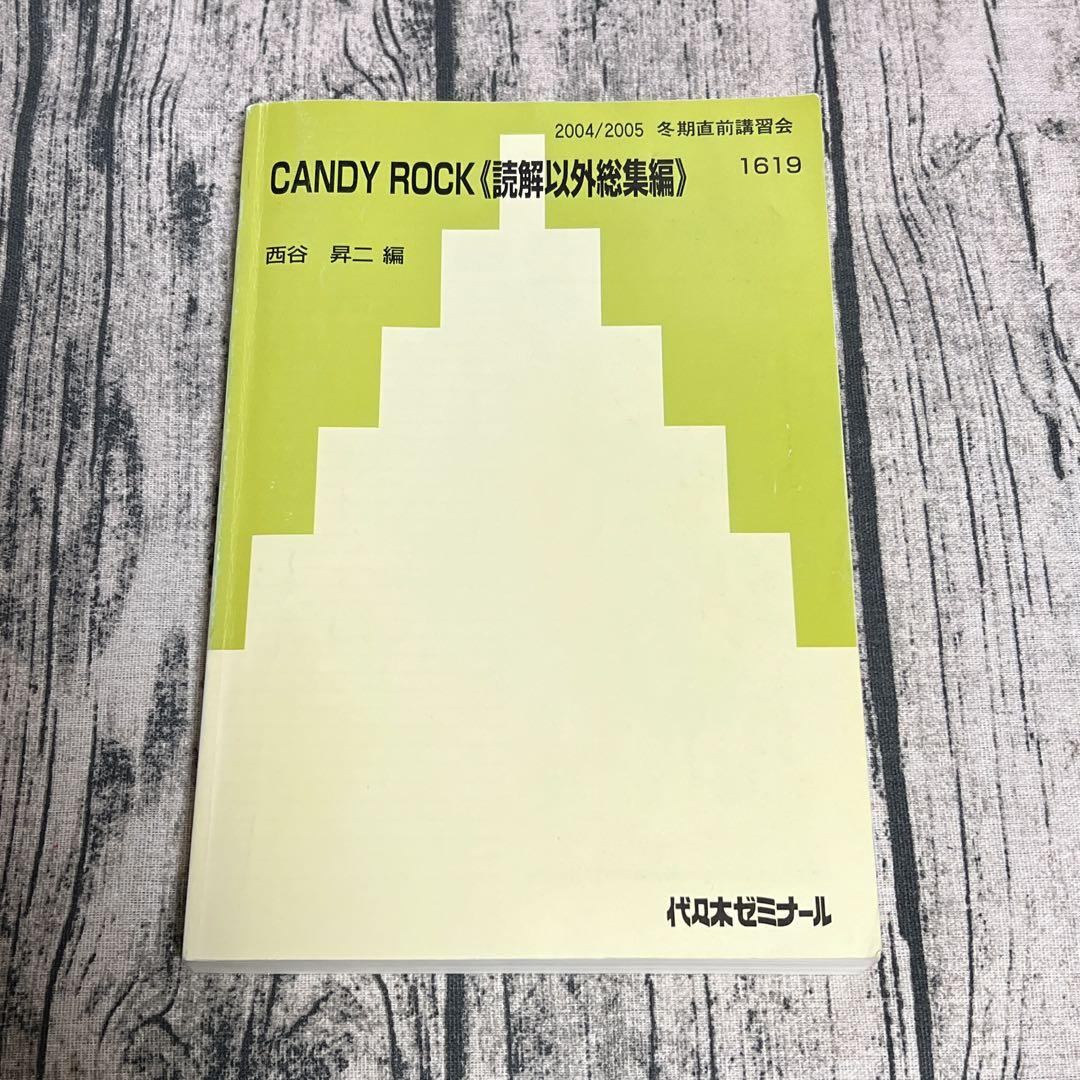 2004/2005 冬期直前講習会
CANDY ROCK《読解以外総集編》 1619
西谷 昇二 編
代々木ゼミナール